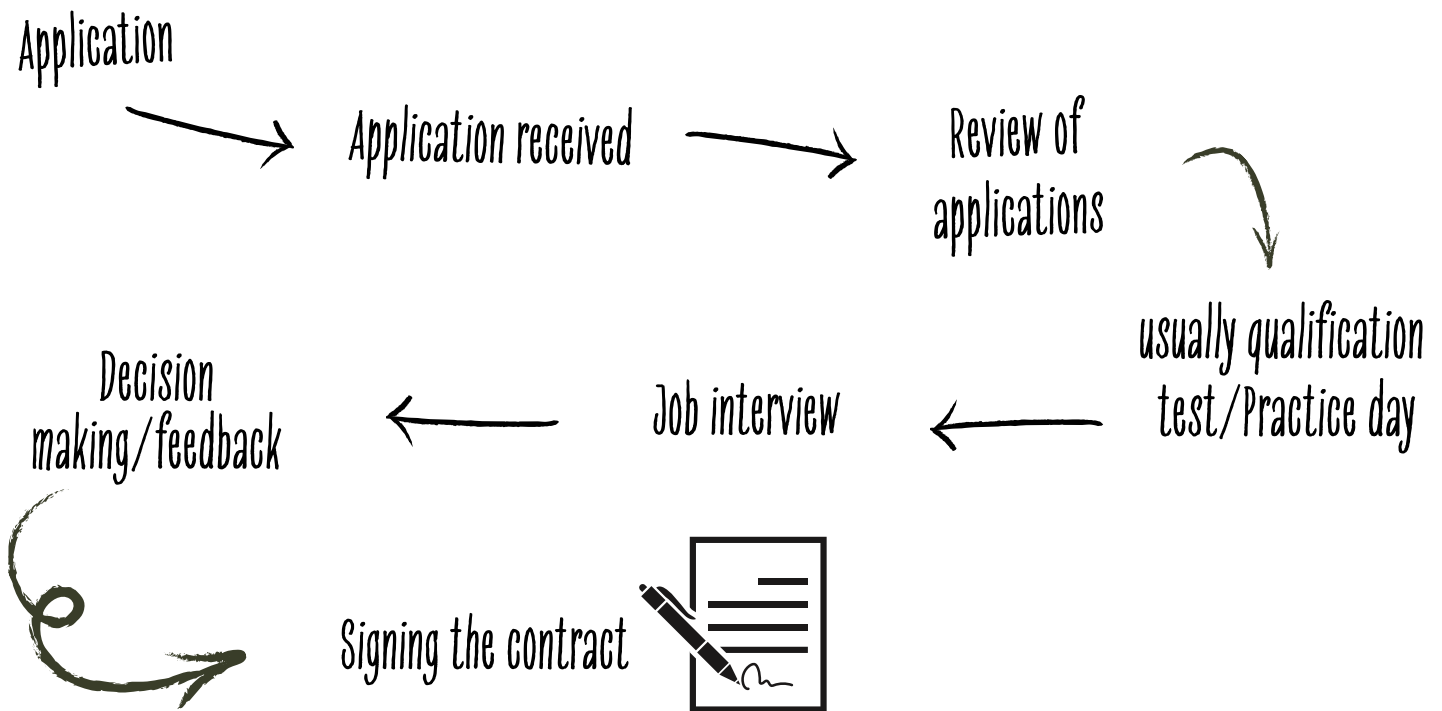 Application
Application received
Review of
applications
usually qualification
test/Practice day
Job interview
Decision
making/feedback
Signing the contract